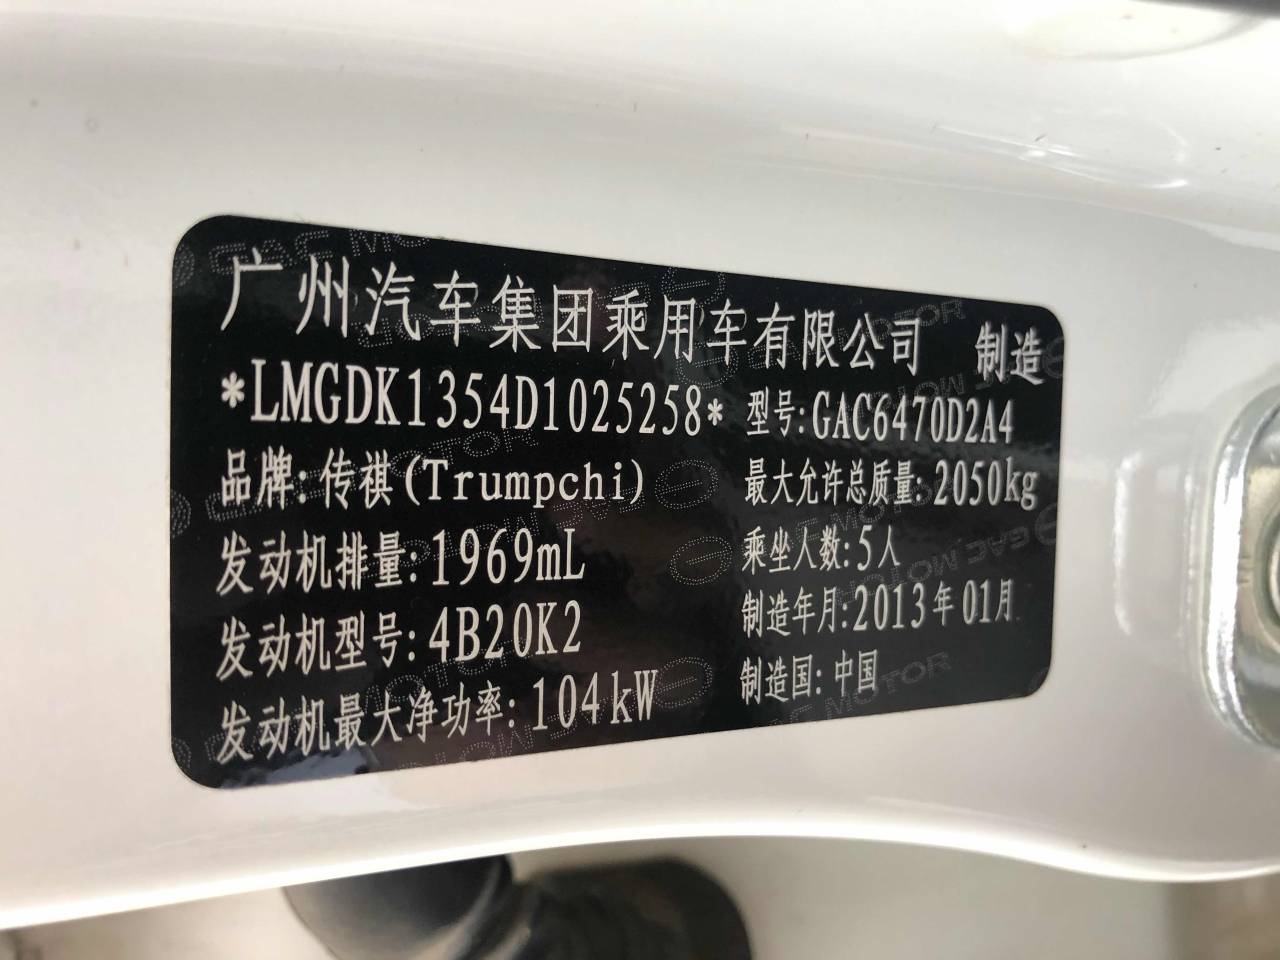 广州汽车集团乘用车有限公司 制造
*LMGDK1354D1025258* 型号:GAC6470D2A4
品牌:传祺(Trumpchi) 最大允许总质量:2050kg
发动机排量:1969mL 乘坐人数:5人
发动机型号:4B20K2 制造年月:2013年01月
发动机最大净功率:104kW 制造国:中国
GAC MOTOR